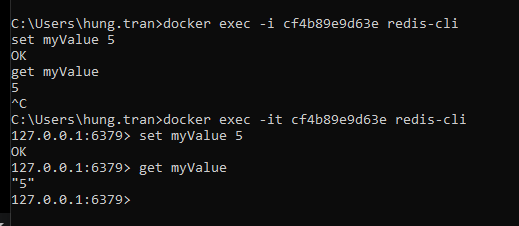 C:\Users\hung.tran>docker exec -i cf4b89e9d63e redis-cli
set myValue 5
OK
get myValue
5
^C
C:\Users\hung.tran>docker exec -it cf4b89e9d63e redis-cli
127.0.0.1:6379> set myValue 5
OK
127.0.0.1:6379> get myValue
"5"
127.0.0.1:6379>